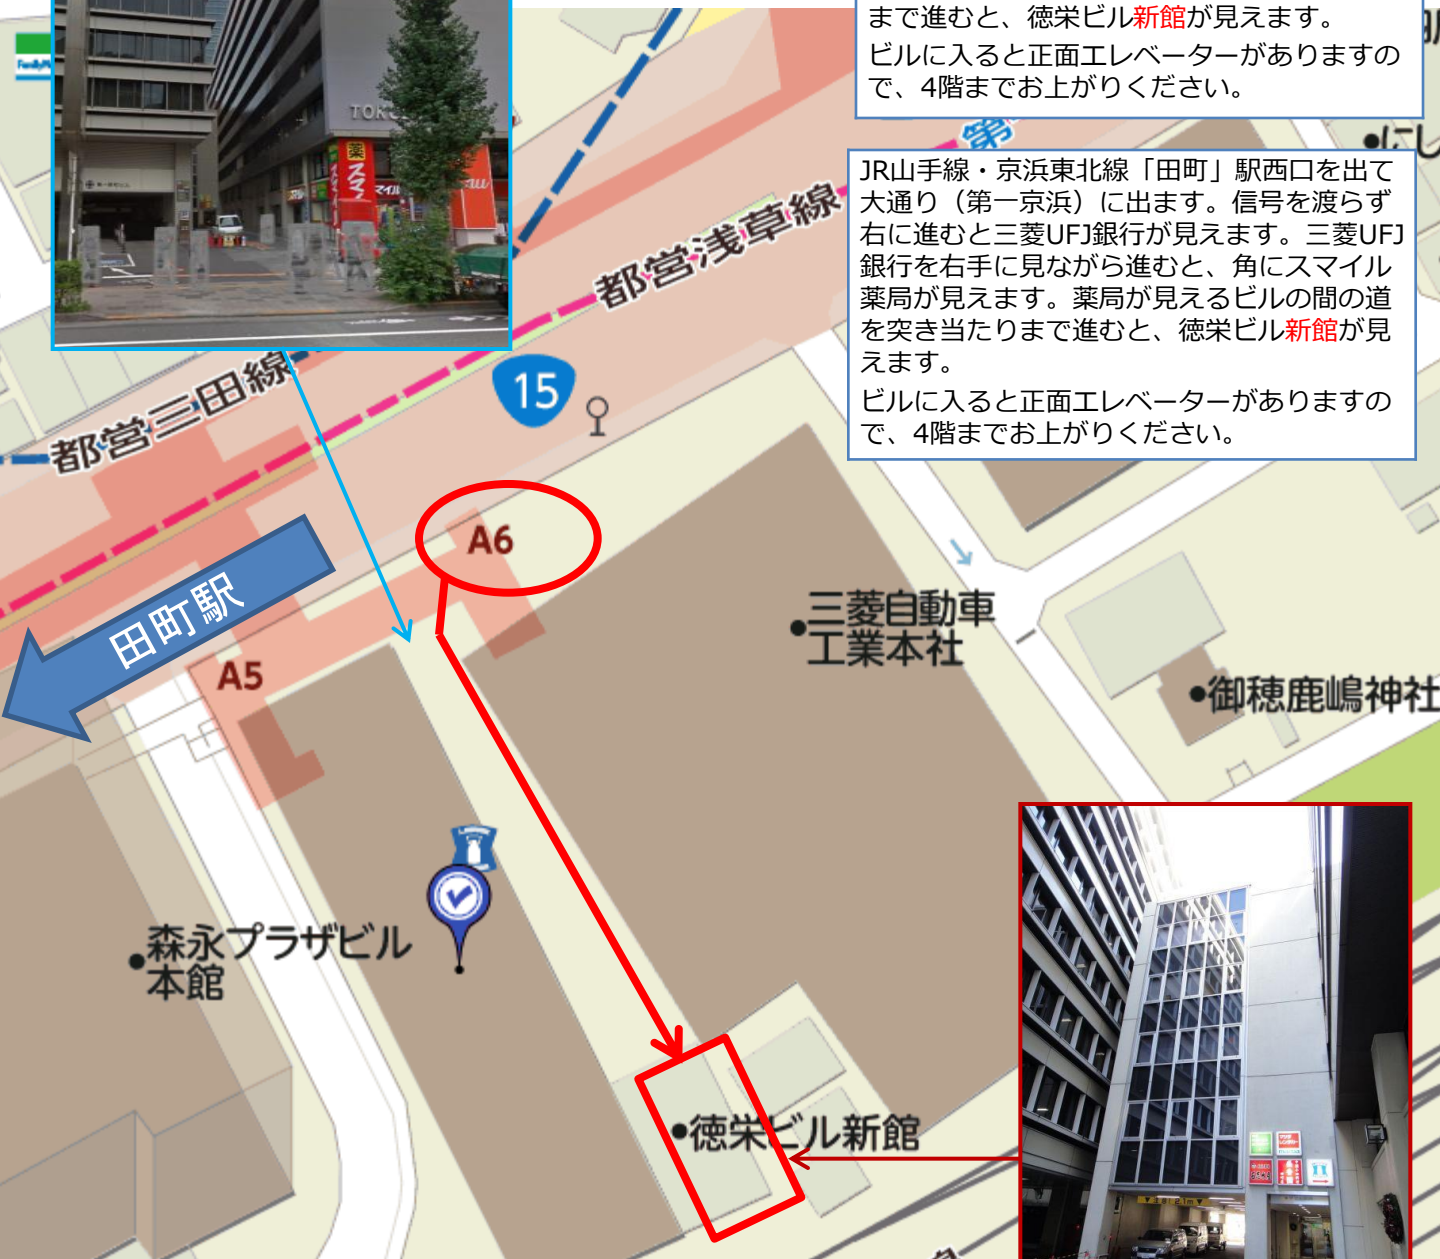 まで進むと、徳栄ビル新館が見えます。
ビルに入ると正面エレベーターがありますの
で、4階までお上がりください。
FamilyM
薬
スマイル
JR山手線・京浜東北線「田町」駅西口を出て
大通り（第一京浜）に出ます。信号を渡らず
右に進むと三菱UFJ銀行が見えます。三菱UFJ
銀行を右手に見ながら進むと、角にスマイル
薬局が見えます。薬局が見えるビルの間の道
を突き当たりまで進むと、徳栄ビル新館が見
えます。
ビルに入ると正面エレベーターがありますの
で、4階までお上がりください。
第一
にし
都営浅草線
都営三田線
15
A6
田町駅
A5
三菱自動車
工業本社
御穂鹿嶋神社
森永プラザビル
本館
徳栄ビル新館